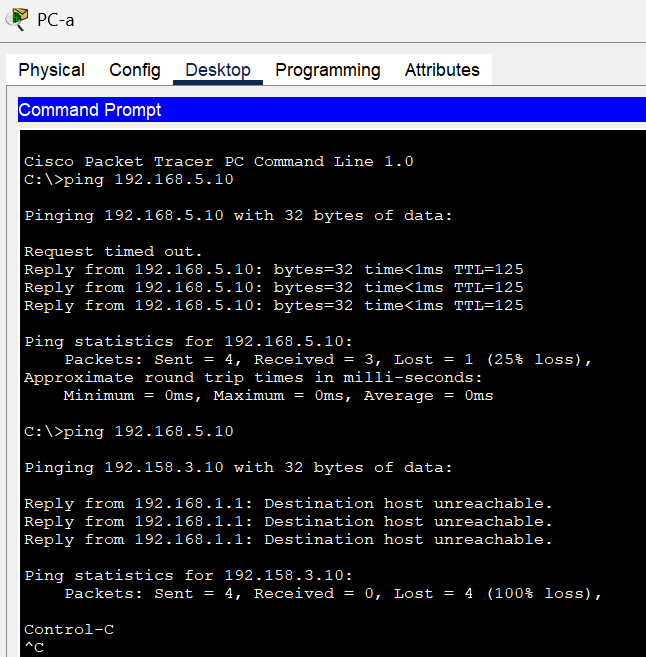 PC-a
Physical Config Desktop Programming Attributes
Command Prompt
Cisco Packet Tracer PC Command Line 1.0
C:\>ping 192.168.5.10
Pinging 192.168.5.10 with 32 bytes of data:
Request timed out.
Reply from 192.168.5.10: bytes=32 time<1ms TTL=125
Reply from 192.168.5.10: bytes=32 time<1ms TTL=125
Reply from 192.168.5.10: bytes=32 time<1ms TTL=125
Ping statistics for 192.168.5.10:
Packets: Sent = 4, Received = 3, Lost = 1 (25% loss),
Approximate round trip times in milli-seconds:
Minimum = 0ms, Maximum = 0ms, Average = 0ms
C:\>ping 192.168.5.10
Pinging 192.158.3.10 with 32 bytes of data:
Reply from 192.168.1.1: Destination host unreachable.
Reply from 192.168.1.1: Destination host unreachable.
Reply from 192.168.1.1: Destination host unreachable.
Ping statistics for 192.158.3.10:
Packets: Sent = 4, Received = 0, Lost = 4 (100% loss),
Control-C
^C